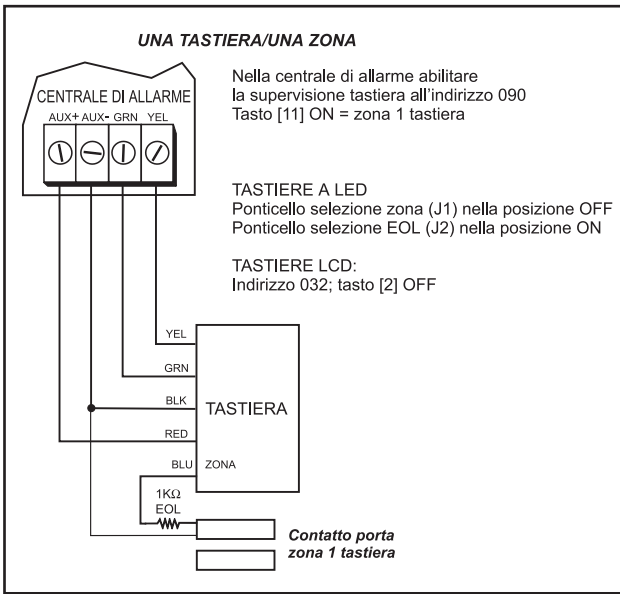 UNA TASTIERA/UNA ZONA
Nella centrale di allarme abilitare
la supervisione tastiera all'indirizzo 090
Tasto [11] ON = zona 1 tastiera
CENTRALE DI ALLARME
AUX+ AUX- GRN YEL
TASTIERE A LED
Ponticello selezione zona (J1) nella posizione OFF
Ponticello selezione EOL (J2) nella posizione ON
TASTIERE LCD:
Indirizzo 032; tasto [2] OFF
YEL
GRN
BLK
TASTIERA
RED
BLU ZONA
1KΩ
EOL
Contatto porta
zona 1 tastiera